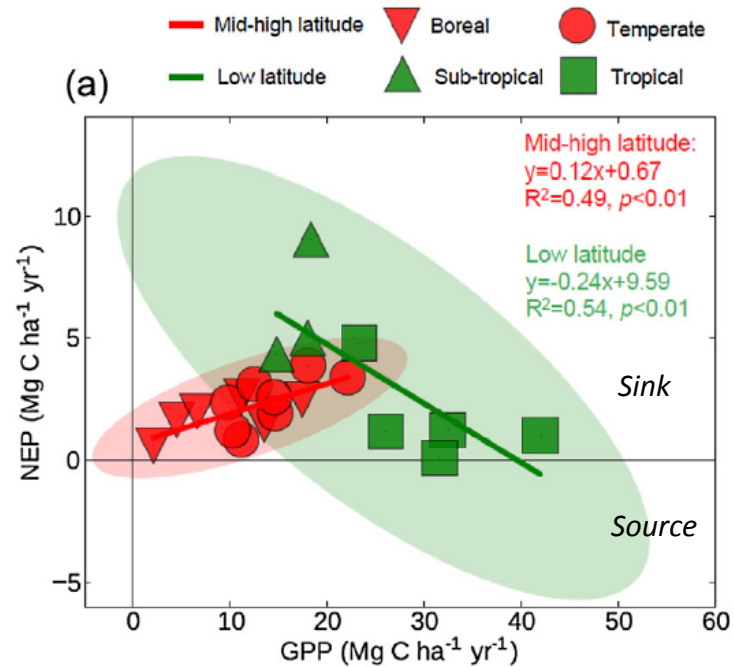 Mid-high latitude Boreal Temperate
Low latitude Sub-tropical Tropical
(a)
Mid-high latitude:
y=0.12x+0.67
R²=0.49, p<0.01
Low latitude
y=-0.24x+9.59
R²=0.54, p<0.01
Sink
Source
NEP (Mg C ha⁻¹ yr⁻¹)
10
5
0
−5
0 10 20 30 40 50 60
GPP (Mg C ha⁻¹ yr⁻¹)